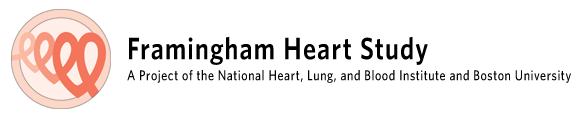 Framingham Heart Study
A Project of the National Heart, Lung, and Blood Institute and Boston University